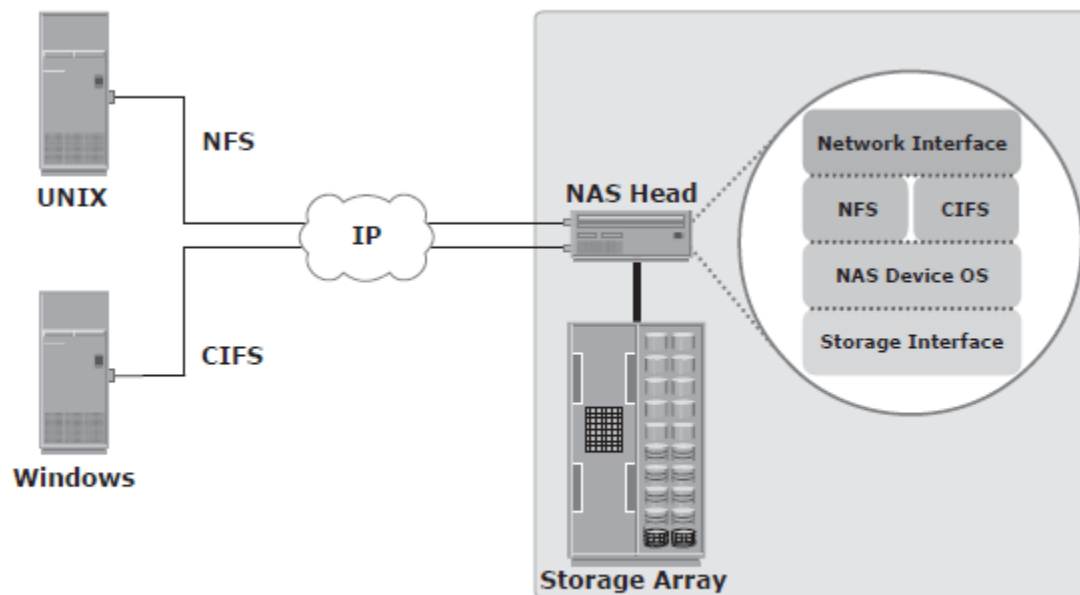 UNIX
NFS
IP
CIFS
Windows
NAS Head
Storage Array
Network Interface
NFS
CIFS
NAS Device OS
Storage Interface